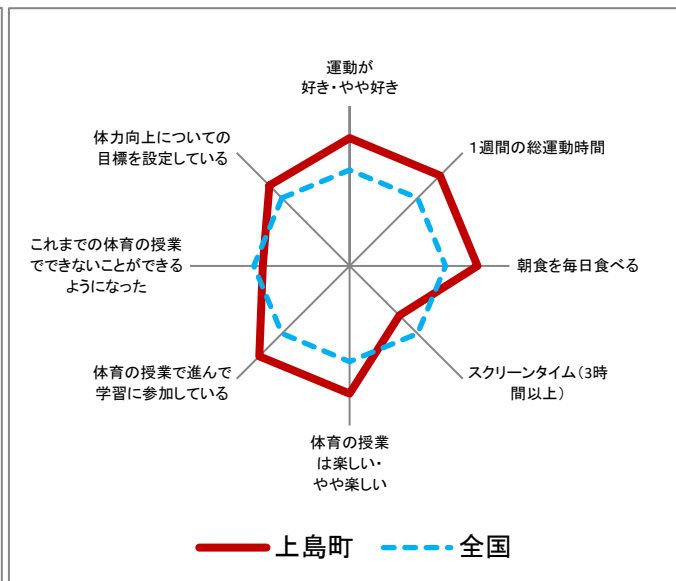 運動が
好き・やや好き
1週間の総運動時間
朝食を毎日食べる
スクリーンタイム（3時
間以上）
体育の授業
は楽しい・
やや楽しい
体育の授業で進んで
学習に参加している
これまでの体育の授業
でできないことができる
ようになった
体力向上についての
目標を設定している
上島町
全国